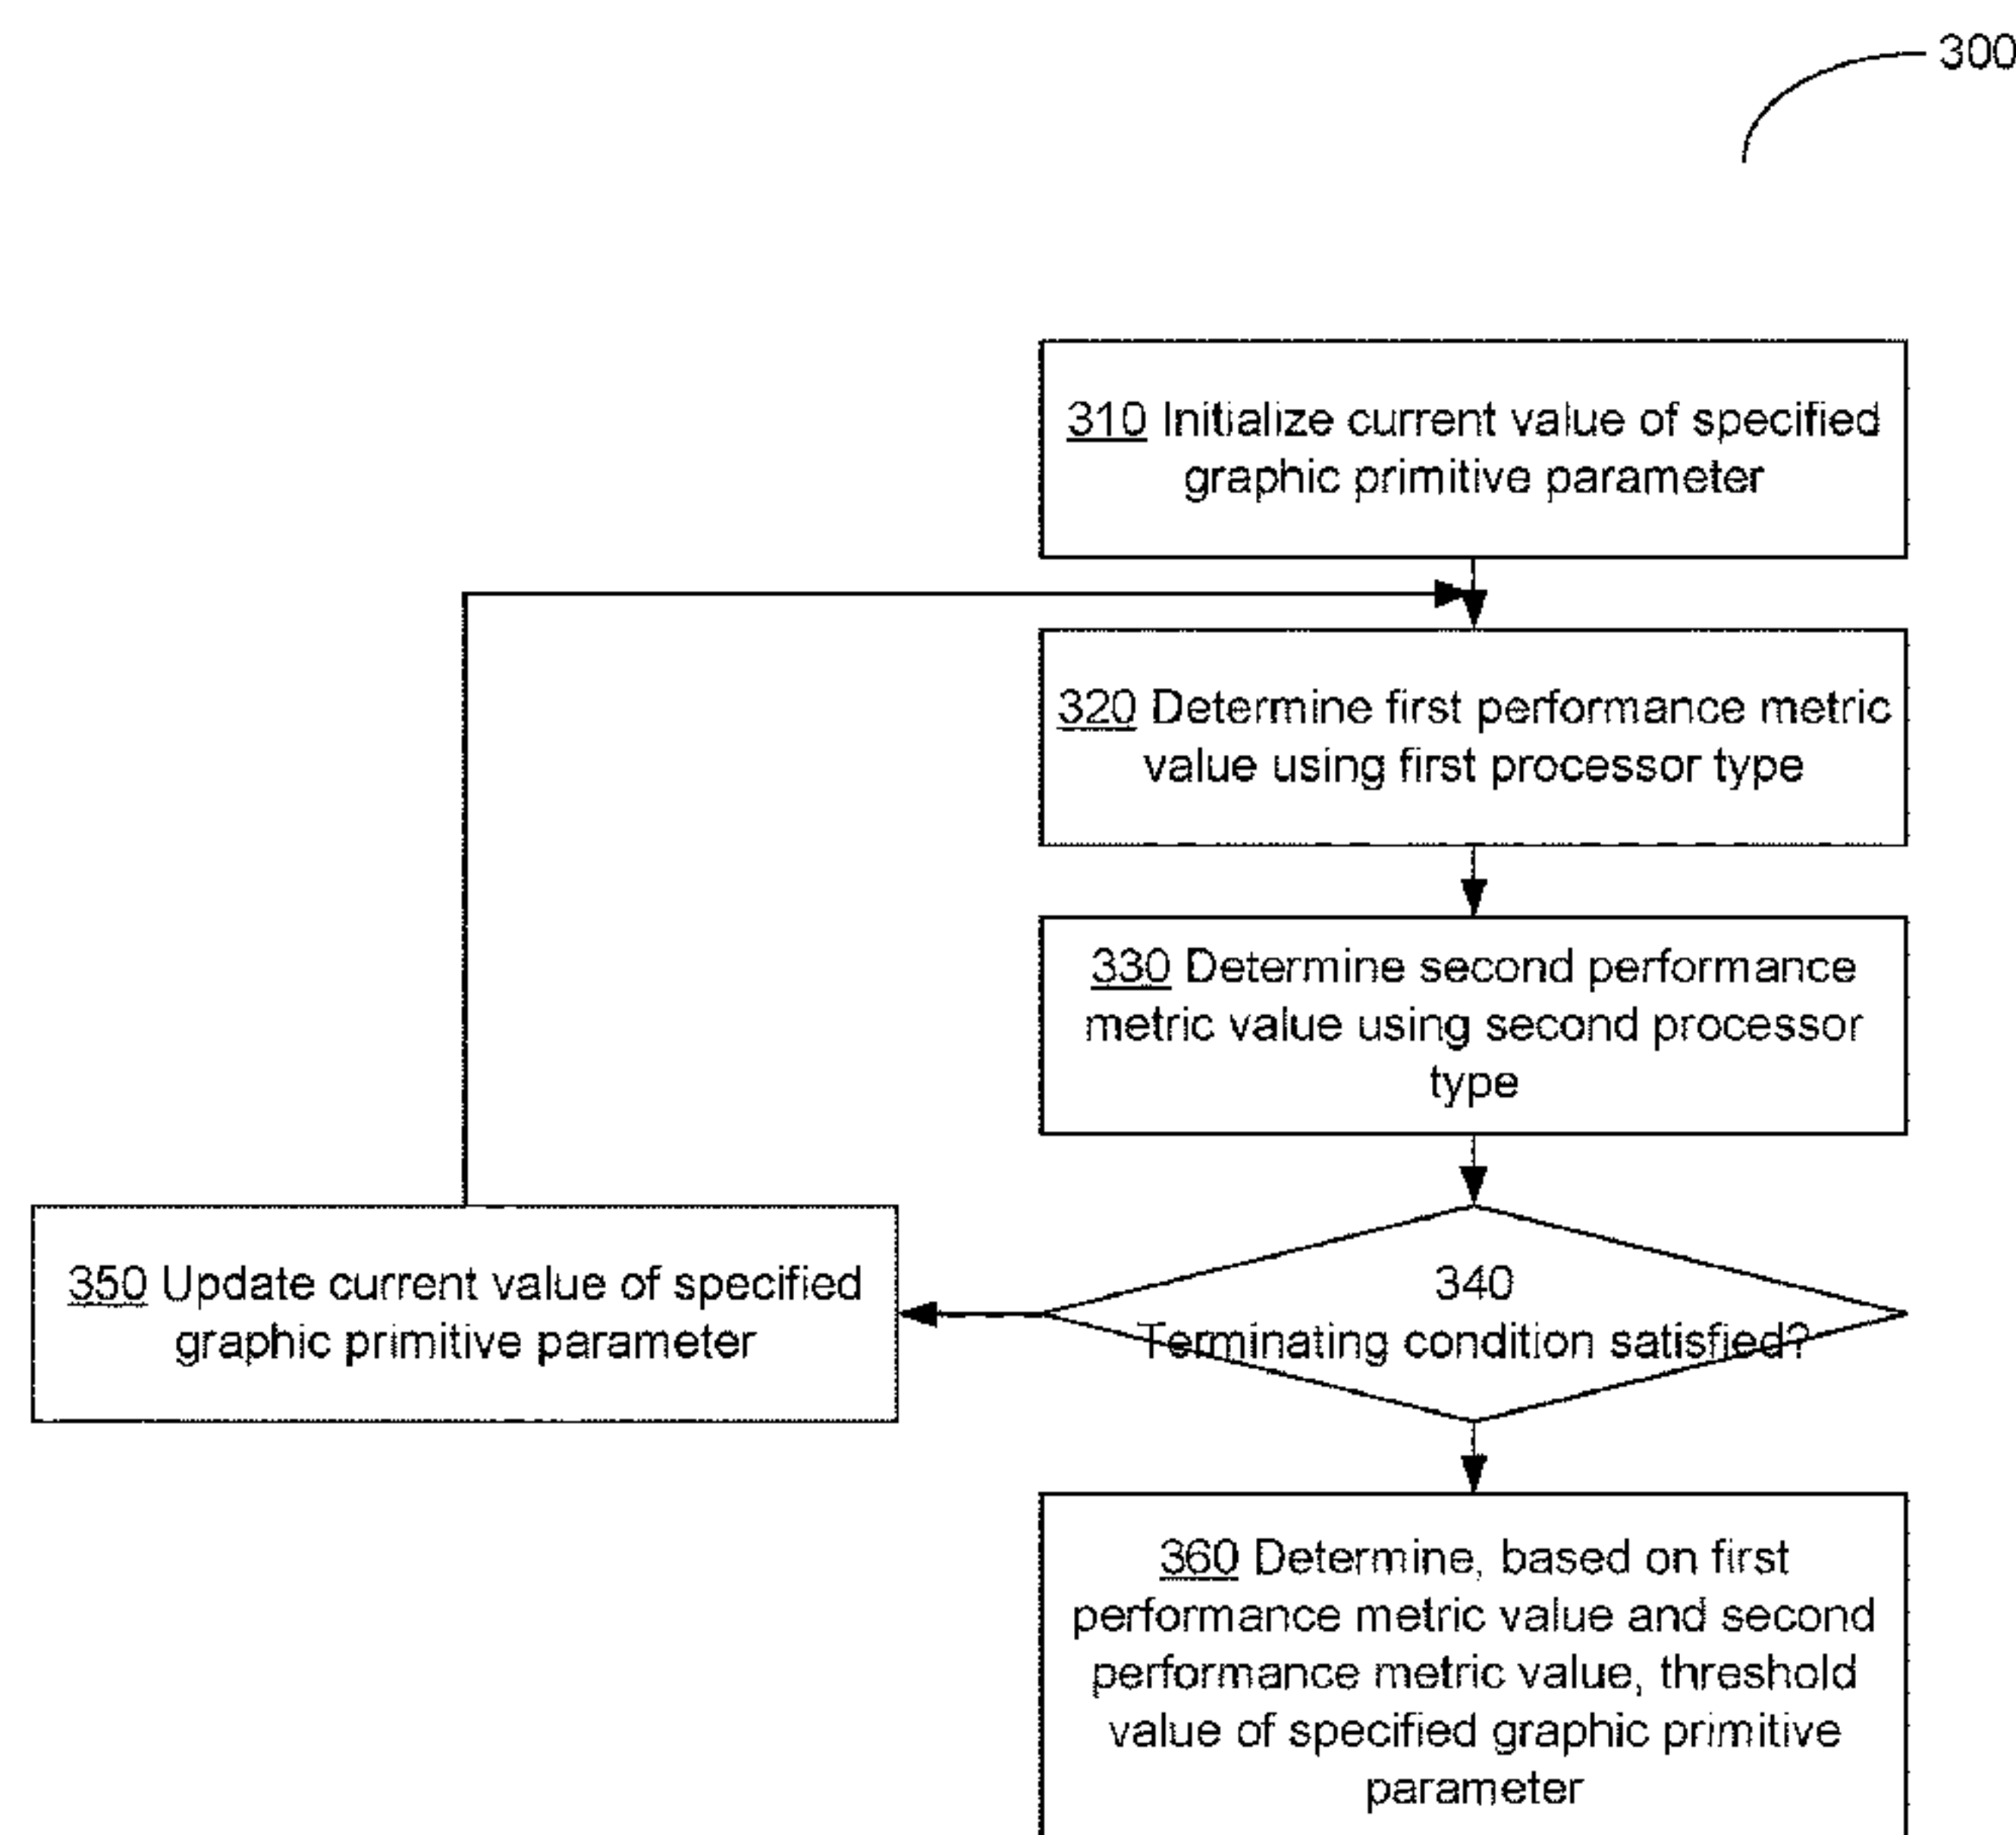 300
310 Initialize current value of specified
graphic primitive parameter
320 Determine first performance metric
value using first processor type
330 Determine second performance
metric value using second processor
type
340
Terminating condition satisfied?
350 Update current value of specified
graphic primitive parameter
360 Determine, based on first
performance metric value and second
performance metric value, threshold
value of specified graphic primitive
parameter